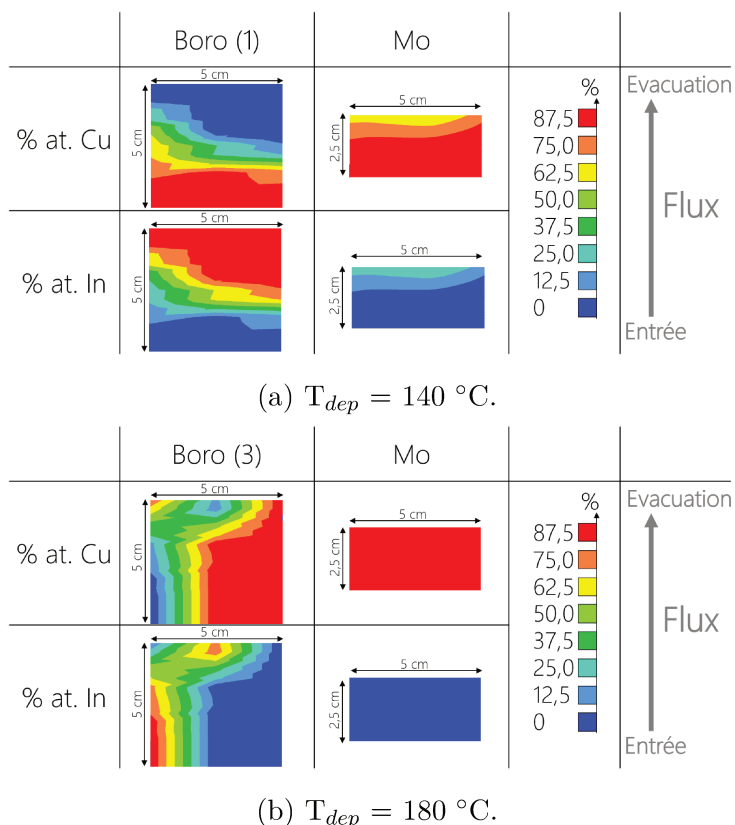 Boro (1) Mo
5 cm 5 cm % Evacuation
% at. Cu 5 cm 2,5 cm
87,5
75,0
62,5
50,0
37,5
25,0
12,5
0
Flux
Entrée
5 cm 5 cm
% at. In 5 cm 2,5 cm
(a) T_dep = 140 °C.
Boro (3) Mo
5 cm 5 cm % Evacuation
% at. Cu 5 cm 2,5 cm
87,5
75,0
62,5
50,0
37,5
25,0
12,5
0
Flux
Entrée
5 cm 5 cm
% at. In 5 cm 2,5 cm
(b) T_dep = 180 °C.